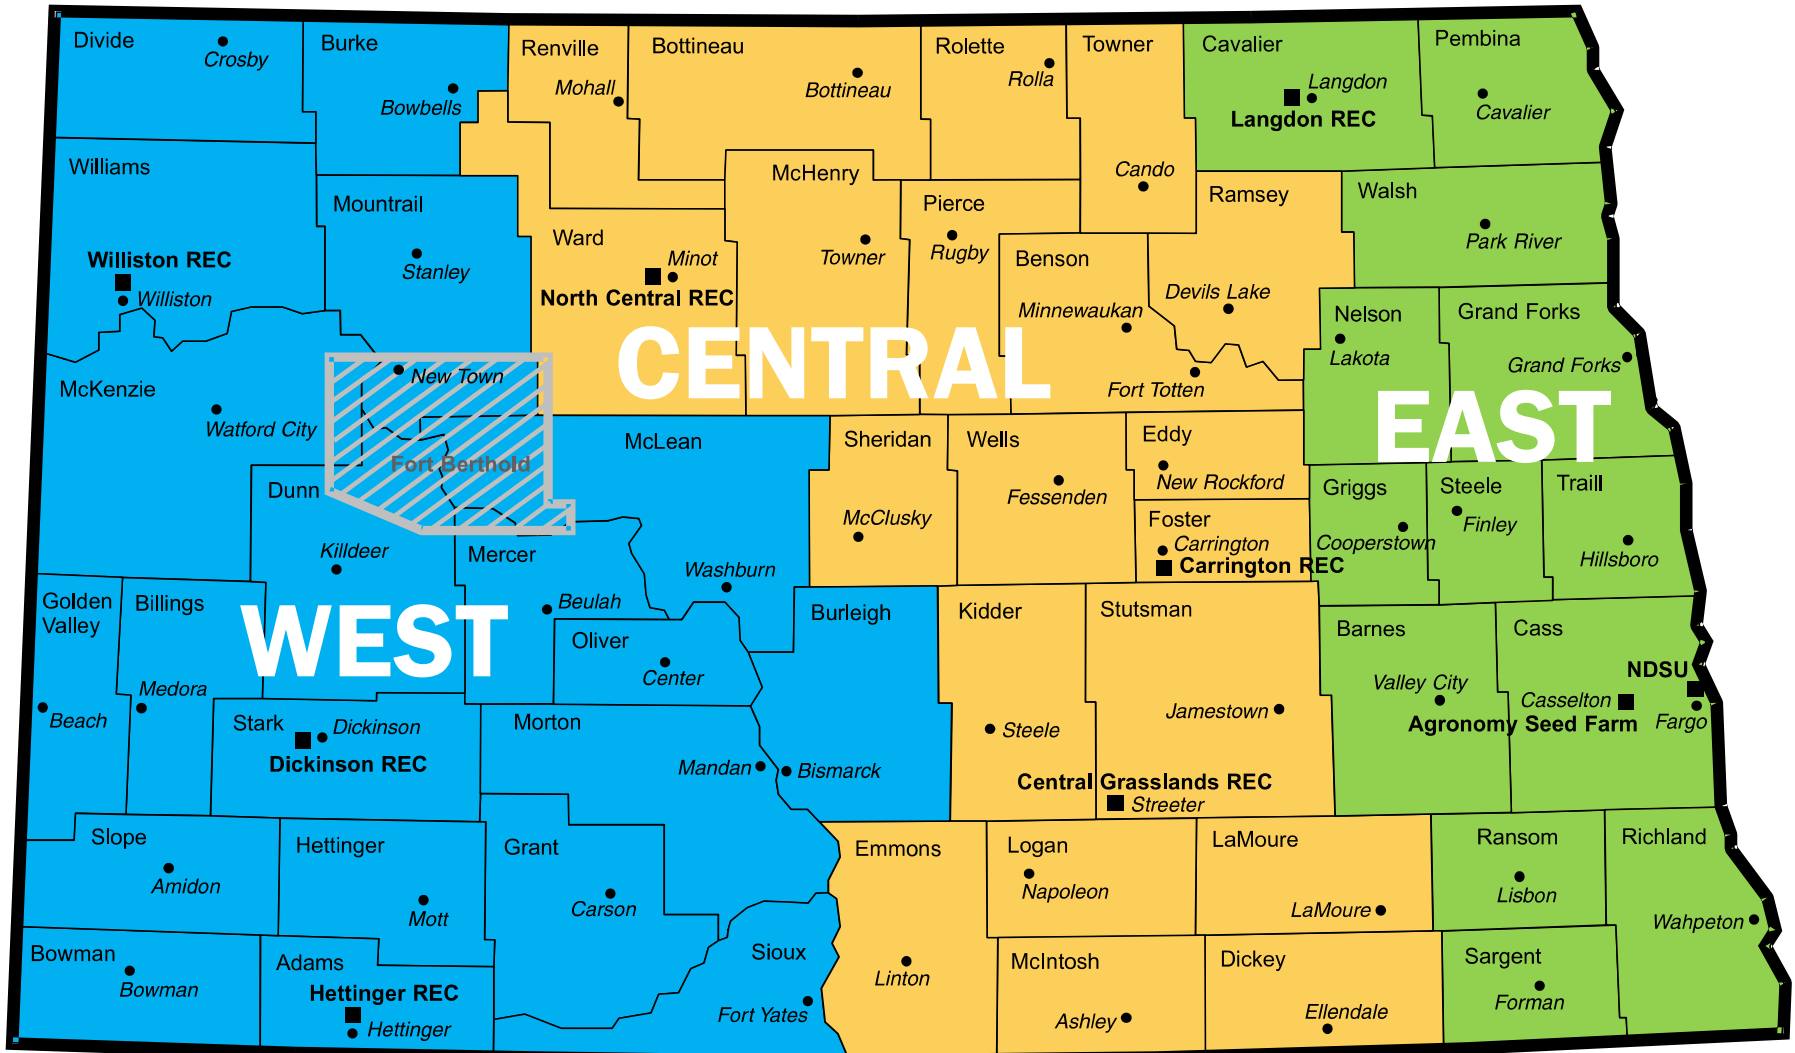 Divide
Crosby
Burke
Bowbells
Renville
Mohall
Bottineau
Bottineau
Rolette
Rolla
Towner
Cando
Cavalier
Langdon
Langdon REC
Pembina
Cavalier
Williams
Williston REC
Williston
Mountrail
Stanley
Ward
Minot
North Central REC
McHenry
Towner
Pierce
Rugby
Benson
Minnewaukan
Fort Totten
Ramsey
Devils Lake
Walsh
Park River
Nelson
Lakota
Grand Forks
Grand Forks
CENTRAL
EAST
McKenzie
Watford City
New Town
Fort Berthold
McLean
Washburn
Sheridan
McClusky
Wells
Fessenden
Eddy
New Rockford
Foster
Carrington
Carrington REC
Griggs
Cooperstown
Steele
Finley
Traill
Hillsboro
Dunn
Killdeer
Mercer
Beulah
WEST
Golden
Valley
Beach
Billings
Medora
Oliver
Center
Burleigh
Bismarck
Kidder
Steele
Stutsman
Jamestown
Central Grasslands REC
Streeter
Barnes
Valley City
Cass
NDSU
Casselton
Agronomy Seed Farm
Fargo
Stark
Dickinson
Dickinson REC
Morton
Mandan
Slope
Amidon
Hettinger
Mott
Grant
Carson
Emmons
Linton
Logan
Napoleon
LaMoure
LaMoure
Ransom
Lisbon
Richland
Wahpeton
Bowman
Bowman
Adams
Hettinger REC
Hettinger
Sioux
Fort Yates
McIntosh
Ashley
Dickey
Ellendale
Sargent
Forman